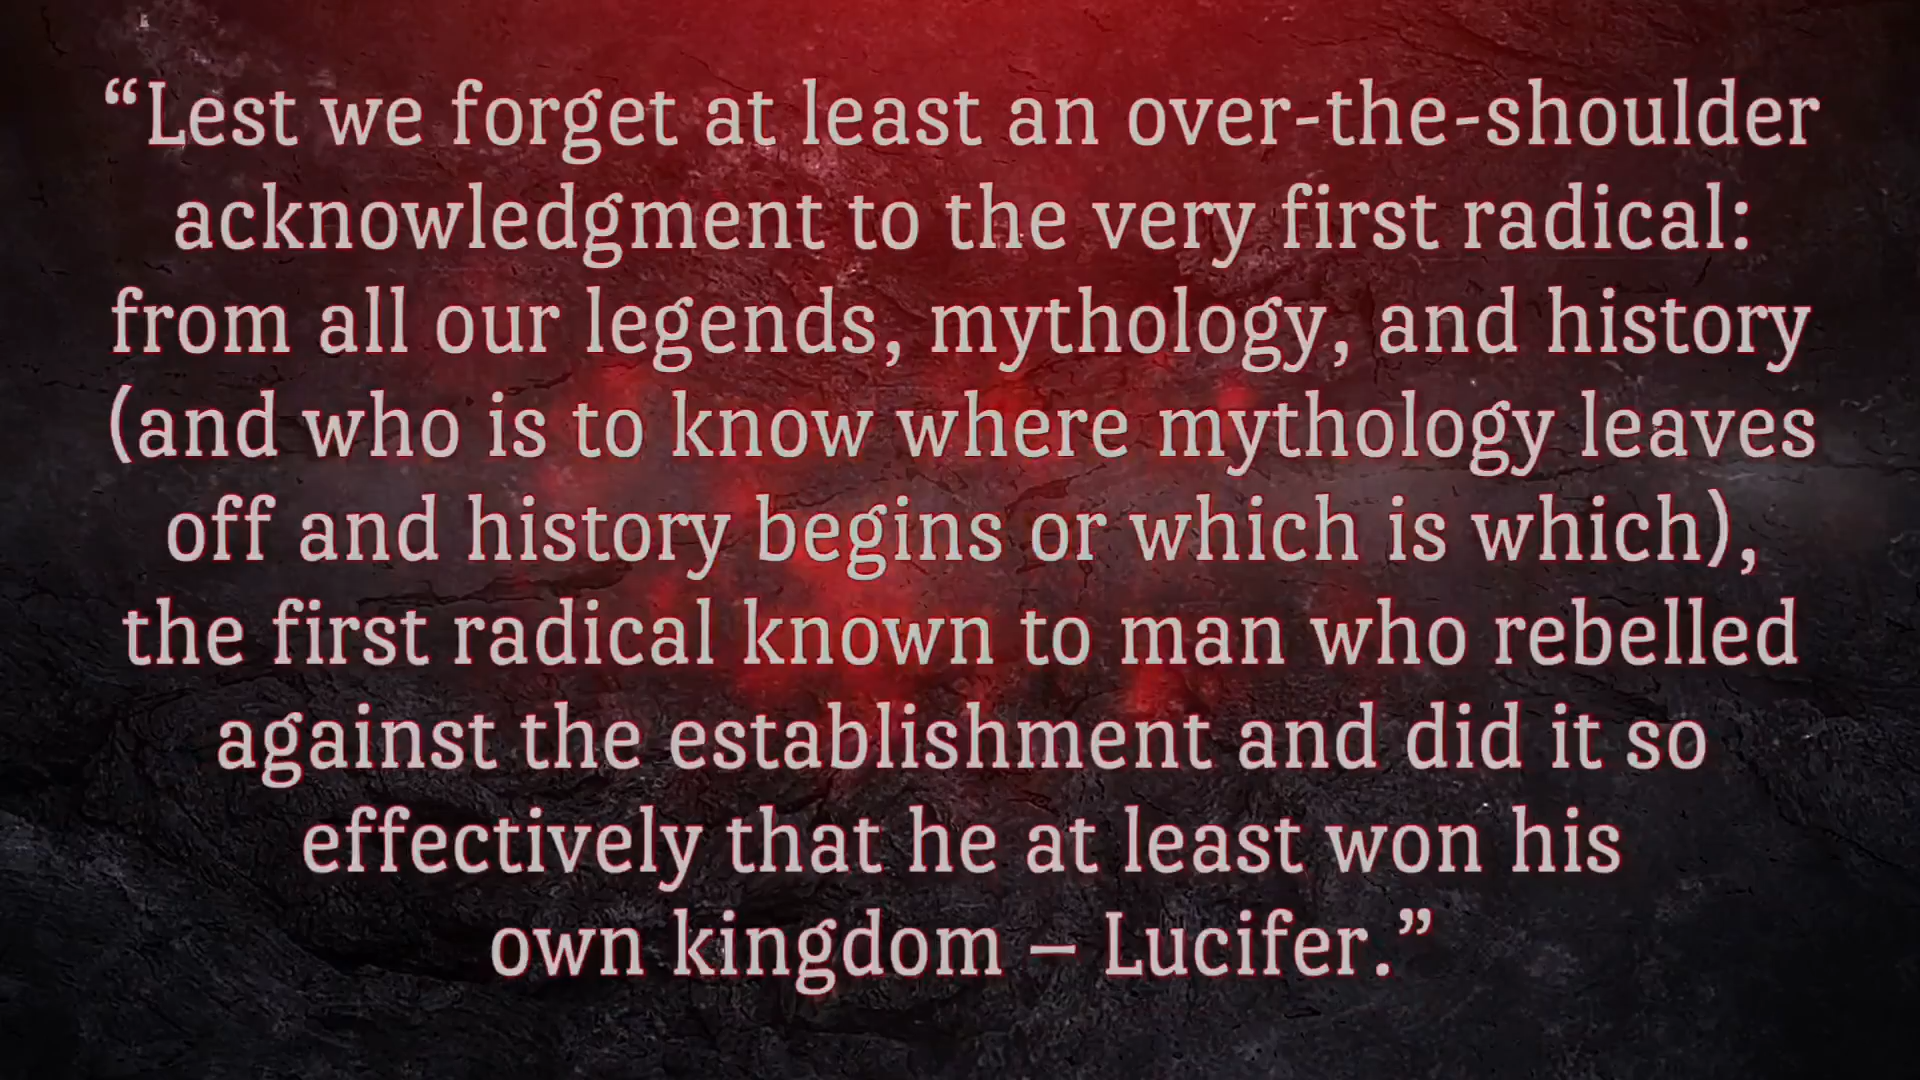 “Lest we forget at least an over-the-shoulder
acknowledgment to the very first radical:
from all our legends, mythology, and history
(and who is to know where mythology leaves
off and history begins or which is which),
the first radical known to man who rebelled
against the establishment and did it so
effectively that he at least won his
own kingdom – Lucifer.”